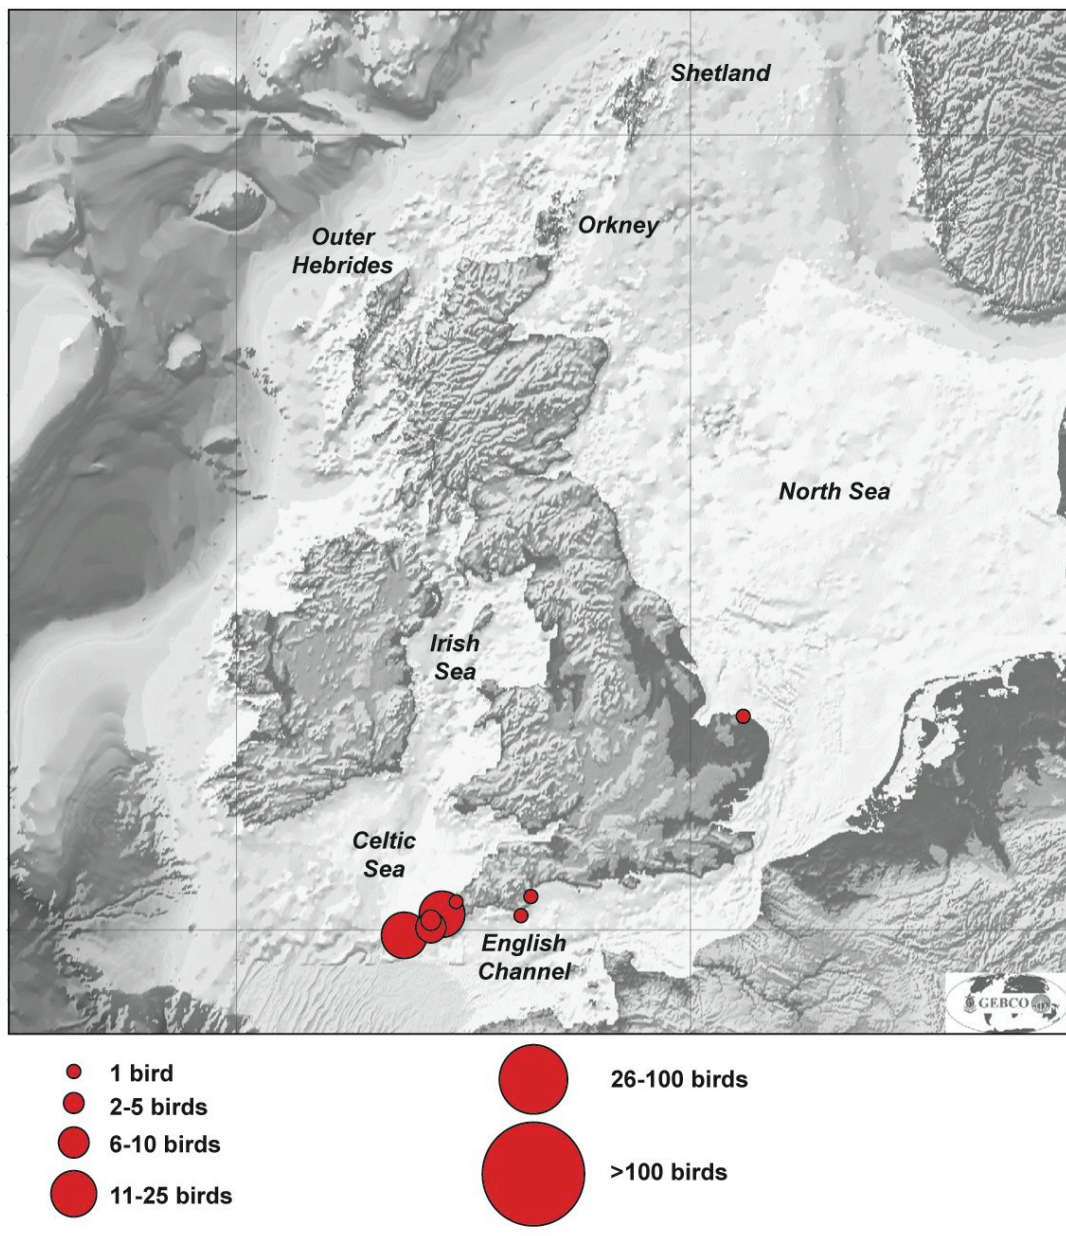 Shetland
Orkney
Outer
Hebrides
North Sea
Irish
Sea
Celtic
Sea
English
Channel
GEBCO
1 bird
2-5 birds
6-10 birds
11-25 birds
26-100 birds
>100 birds